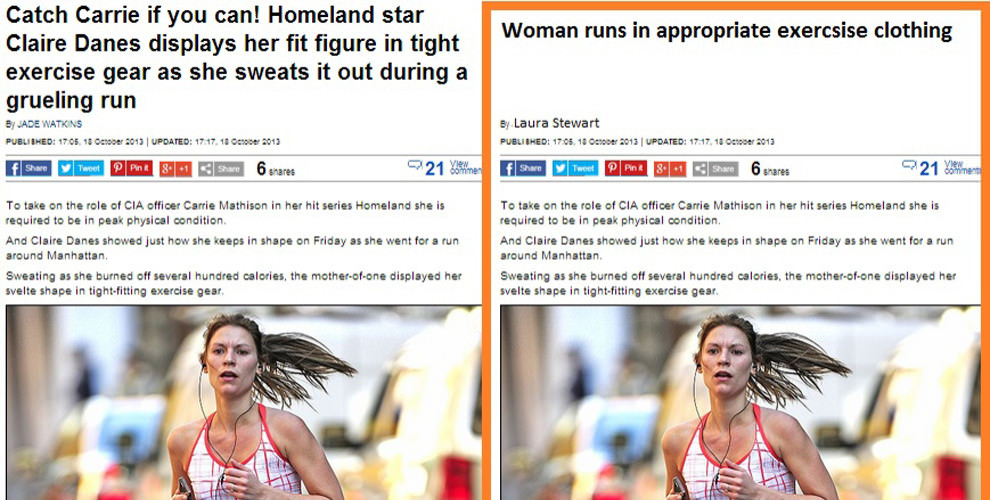 Catch Carrie if you can! Homeland star
Claire Danes displays her fit figure in tight
exercise gear as she sweats it out during a
grueling run
By JADE WATKINS
PUBLISHED: 17:05, 18 October 2013 | UPDATED: 17:17, 18 October 2013
f Share Tweet Pin it g+ +1 Share 6 shares 21 View commen
To take on the role of CIA officer Carrie Mathison in her hit series Homeland she is
required to be in peak physical condition.
And Claire Danes showed just how she keeps in shape on Friday as she went for a run
around Manhattan.
Sweating as she burned off several hundred calories, the mother-of-one displayed her
svelte shape in tight-fitting exercise gear.
Woman runs in appropriate exercsise clothing
By. Laura Stewart
PUBLISHED: 17:05, 18 October 2013 | UPDATED: 17:17, 18 October 2013
f Share Tweet Pin it g+ +1 Share 6 shares 21 View comment
To take on the role of CIA officer Carrie Mathison in her hit series Homeland she is
required to be in peak physical condition.
And Claire Danes showed just how she keeps in shape on Friday as she went for a run
around Manhattan.
Sweating as she burned off several hundred calories, the mother-of-one displayed her
svelte shape in tight-fitting exercise gear.